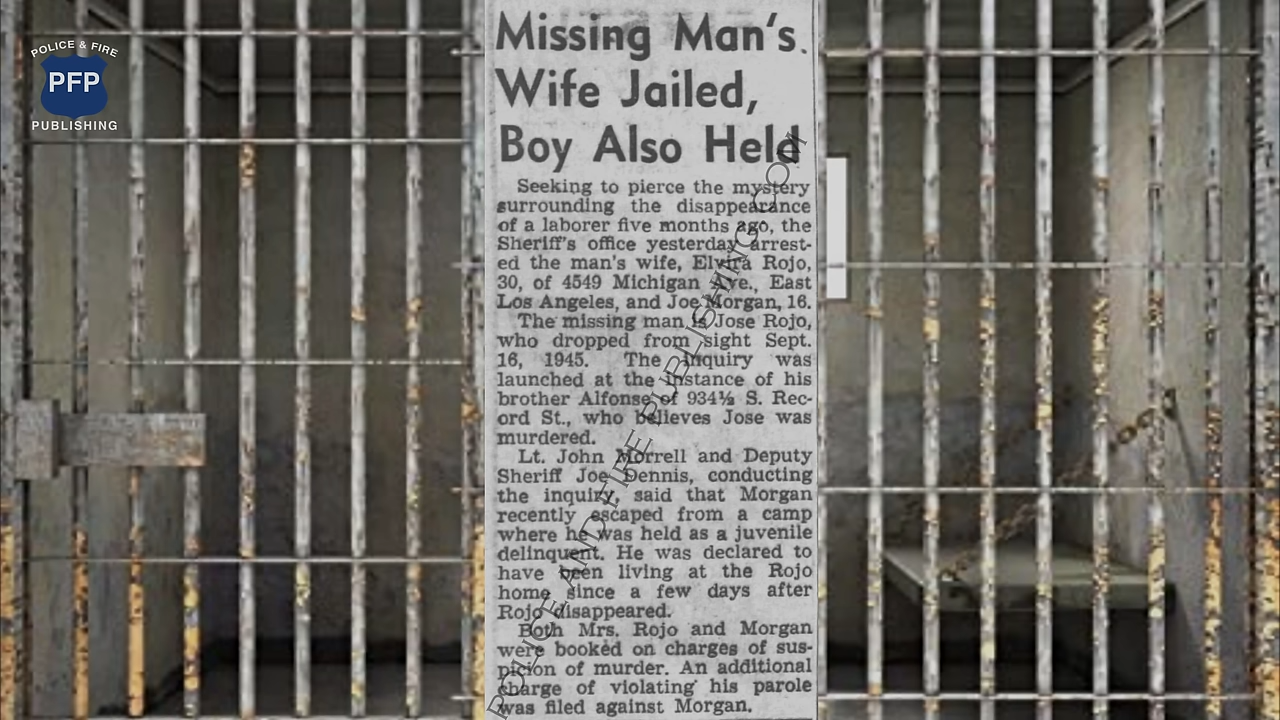 POLICE & FIRE
PFP
PUBLISHING
Missing Man's
Wife Jailed,
Boy Also Held
Seeking to pierce the mystery
surrounding the disappearance
of a laborer five months ago, the
Sheriff's office yesterday arrest-
ed the man's wife, Elvira Rojo,
30, of 4549 Michigan Ave., East
Los Angeles, and Joe Morgan, 16.
The missing man is Jose Rojo,
who dropped from sight Sept.
16, 1945. The inquiry was
launched at the instance of his
brother Alfonse of 934½ S. Rec-
ord St., who believes Jose was
murdered.
Lt. John Morrell and Deputy
Sheriff Joe Dennis, conducting
the inquiry, said that Morgan
recently escaped from a camp
where he was held as a juvenile
delinquent. He was declared to
have been living at the Rojo
home since a few days after
Rojo disappeared.
Both Mrs. Rojo and Morgan
were booked on charges of sus-
picion of murder. An additional
charge of violating his parole
was filed against Morgan.
POLICE AND FIRE PUBLISHING.COM